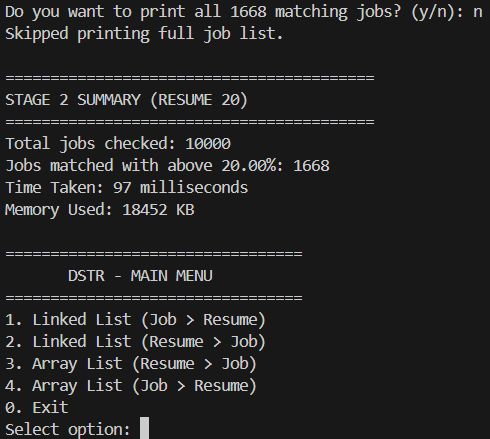 Do you want to print all 1668 matching jobs? (y/n): n
Skipped printing full job list.
=========================================
STAGE 2 SUMMARY (RESUME 20)
=========================================
Total jobs checked: 10000
Jobs matched with above 20.00%: 1668
Time Taken: 97 milliseconds
Memory Used: 18452 KB
=================================
DSTR - MAIN MENU
=================================
1. Linked List (Job > Resume)
2. Linked List (Resume > Job)
3. Array List (Resume > Job)
4. Array List (Job > Resume)
0. Exit
Select option: